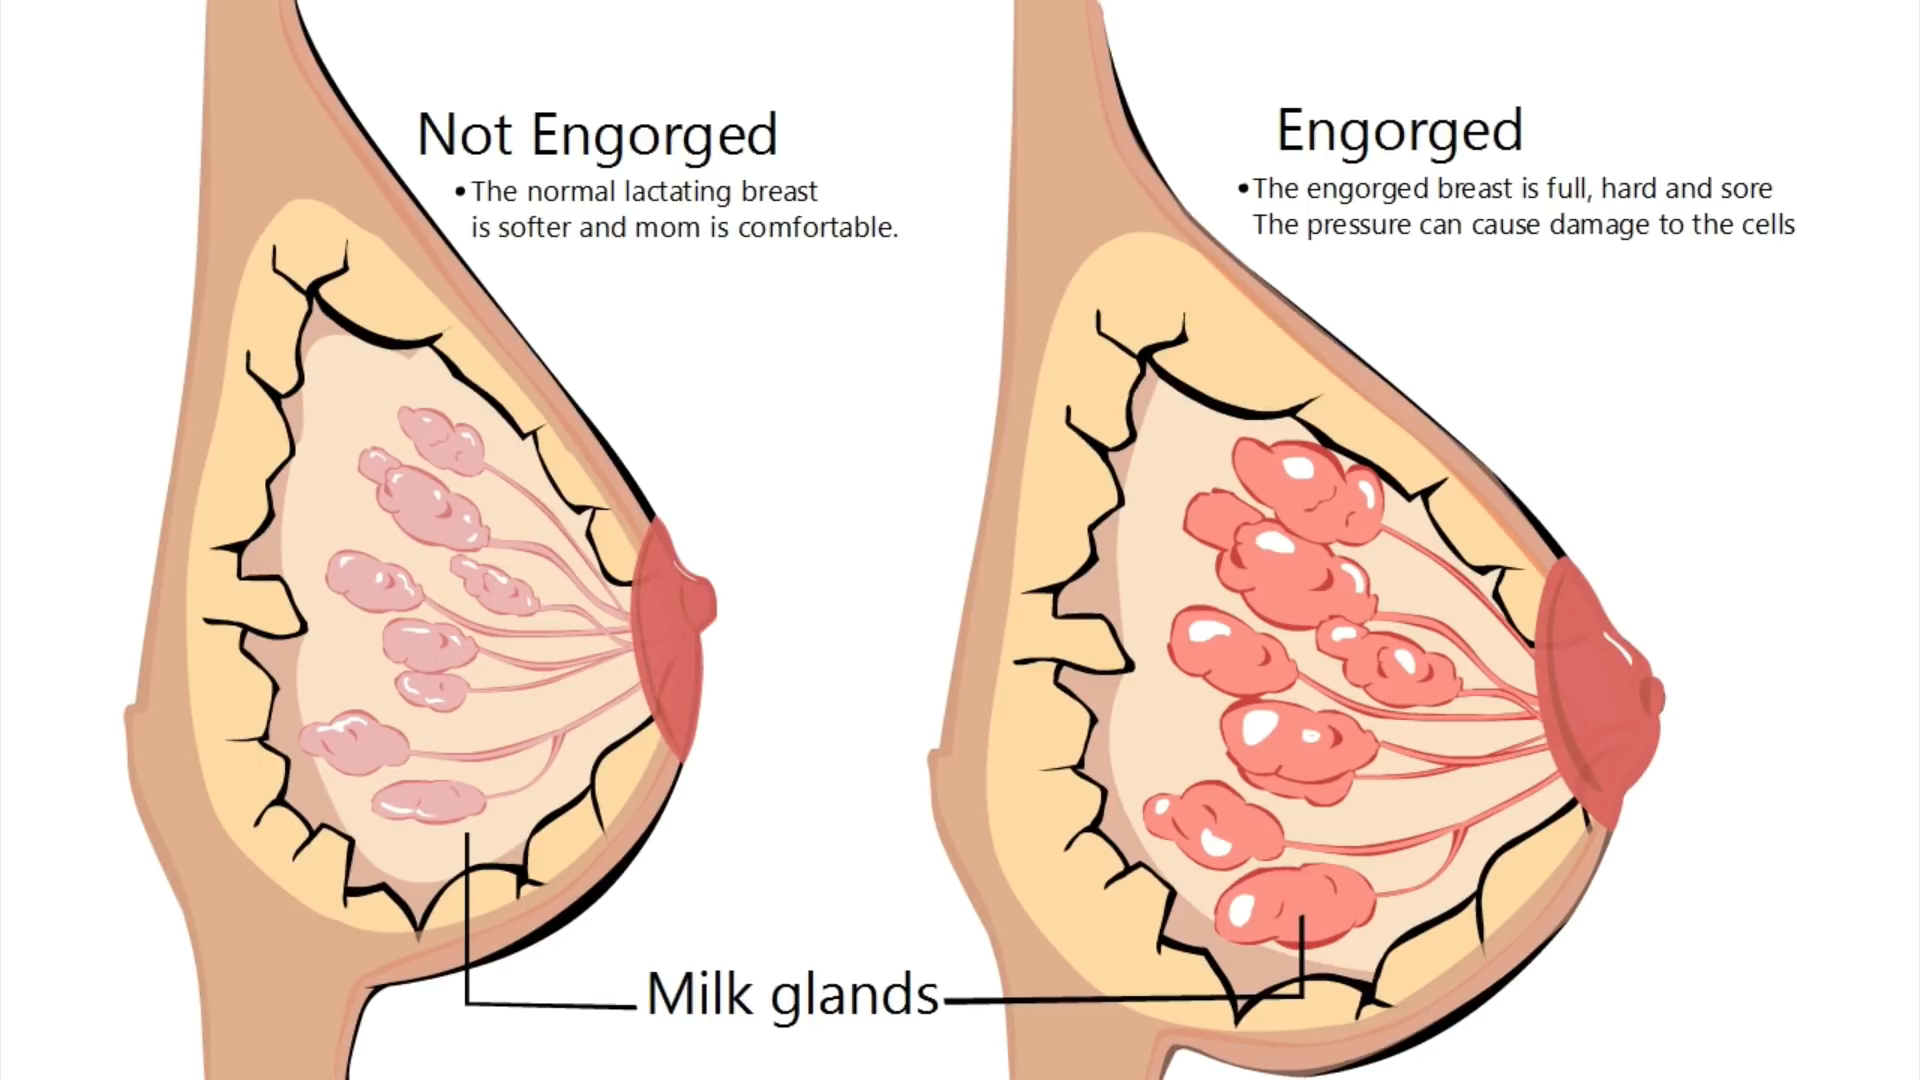 Not Engorged
•The normal lactating breast
is softer and mom is comfortable.
Engorged
•The engorged breast is full, hard and sore
The pressure can cause damage to the cells
Milk glands